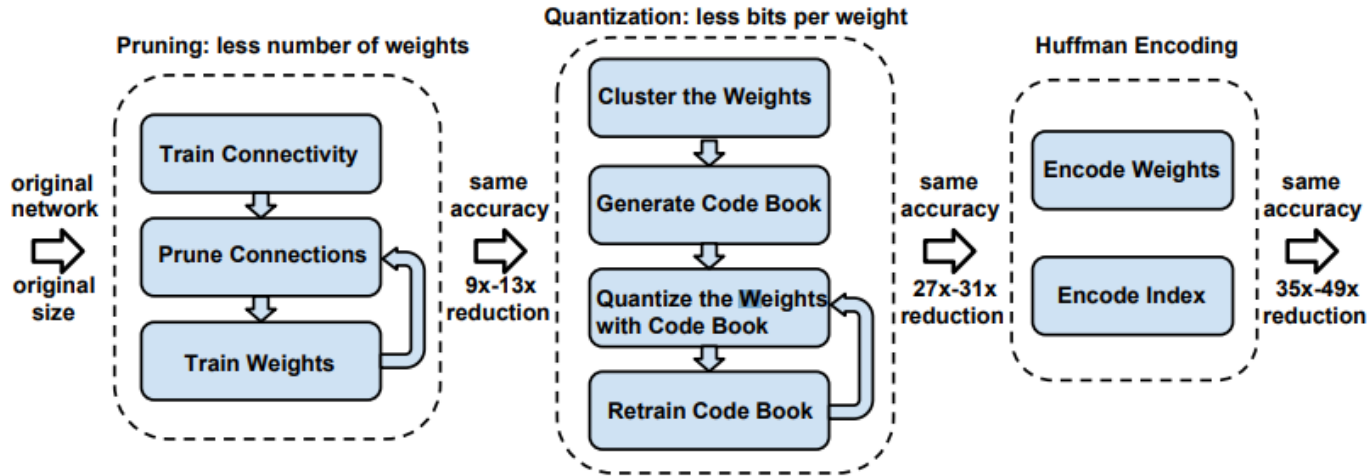 Pruning: less number of weights
Train Connectivity
Prune Connections
Train Weights
original
network
original
size
same
accuracy
9x-13x
reduction
Quantization: less bits per weight
Cluster the Weights
Generate Code Book
Quantize the Weights
with Code Book
Retrain Code Book
same
accuracy
27x-31x
reduction
Huffman Encoding
Encode Weights
Encode Index
same
accuracy
35x-49x
reduction